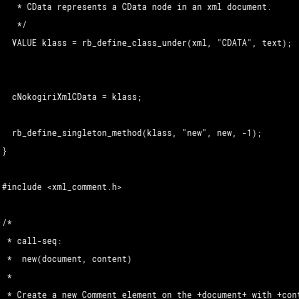 * CData represents a CData node in an xml document.
*/
VALUE klass = rb_define_class_under(xml, "CDATA", text);
cNokogiriXmlCData = klass;
rb_define_singleton_method(klass, "new", new, -1);
}
#include <xml_comment.h>
/*
* call-seq:
*  new(document, content)
*
* Create a new Comment element on the +document+ with +cont